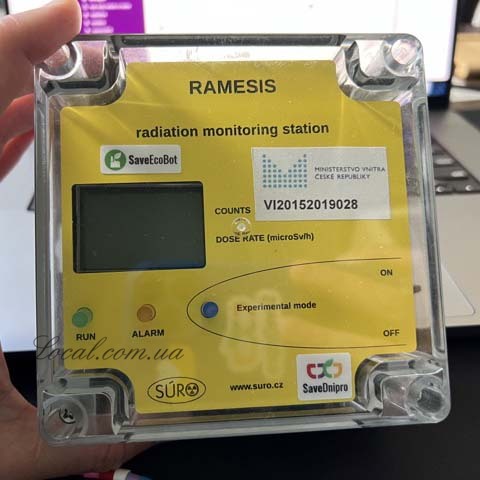 RAMESIS
radiation monitoring station
SaveEcoBot
MINISTERSTVO VNITRA
ČESKÉ REPUBLIKY
VI20152019028
COUNTS
DOSE RATE (microSv/h)
ON
Experimental mode
RUN
ALARM
OFF
Local.com.ua
SÚRO
www.suro.cz
SaveDnipro